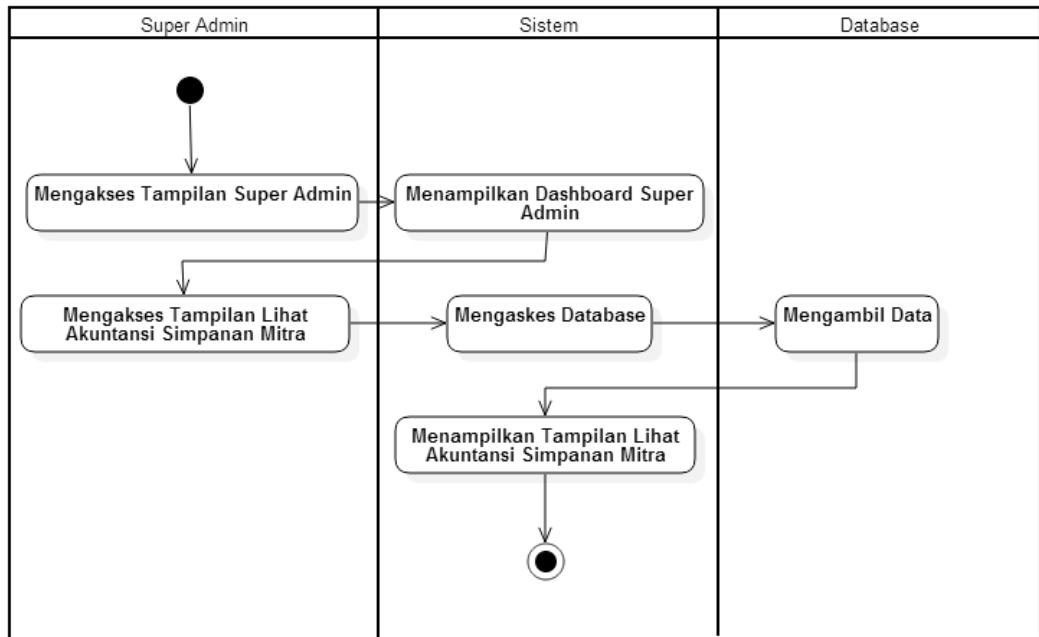 Super Admin
Sistem
Database
Mengakses Tampilan Super Admin
Menampilkan Dashboard Super
Admin
Mengakses Tampilan Lihat
Akuntansi Simpanan Mitra
Mengaskes Database
Mengambil Data
Menampilkan Tampilan Lihat
Akuntansi Simpanan Mitra